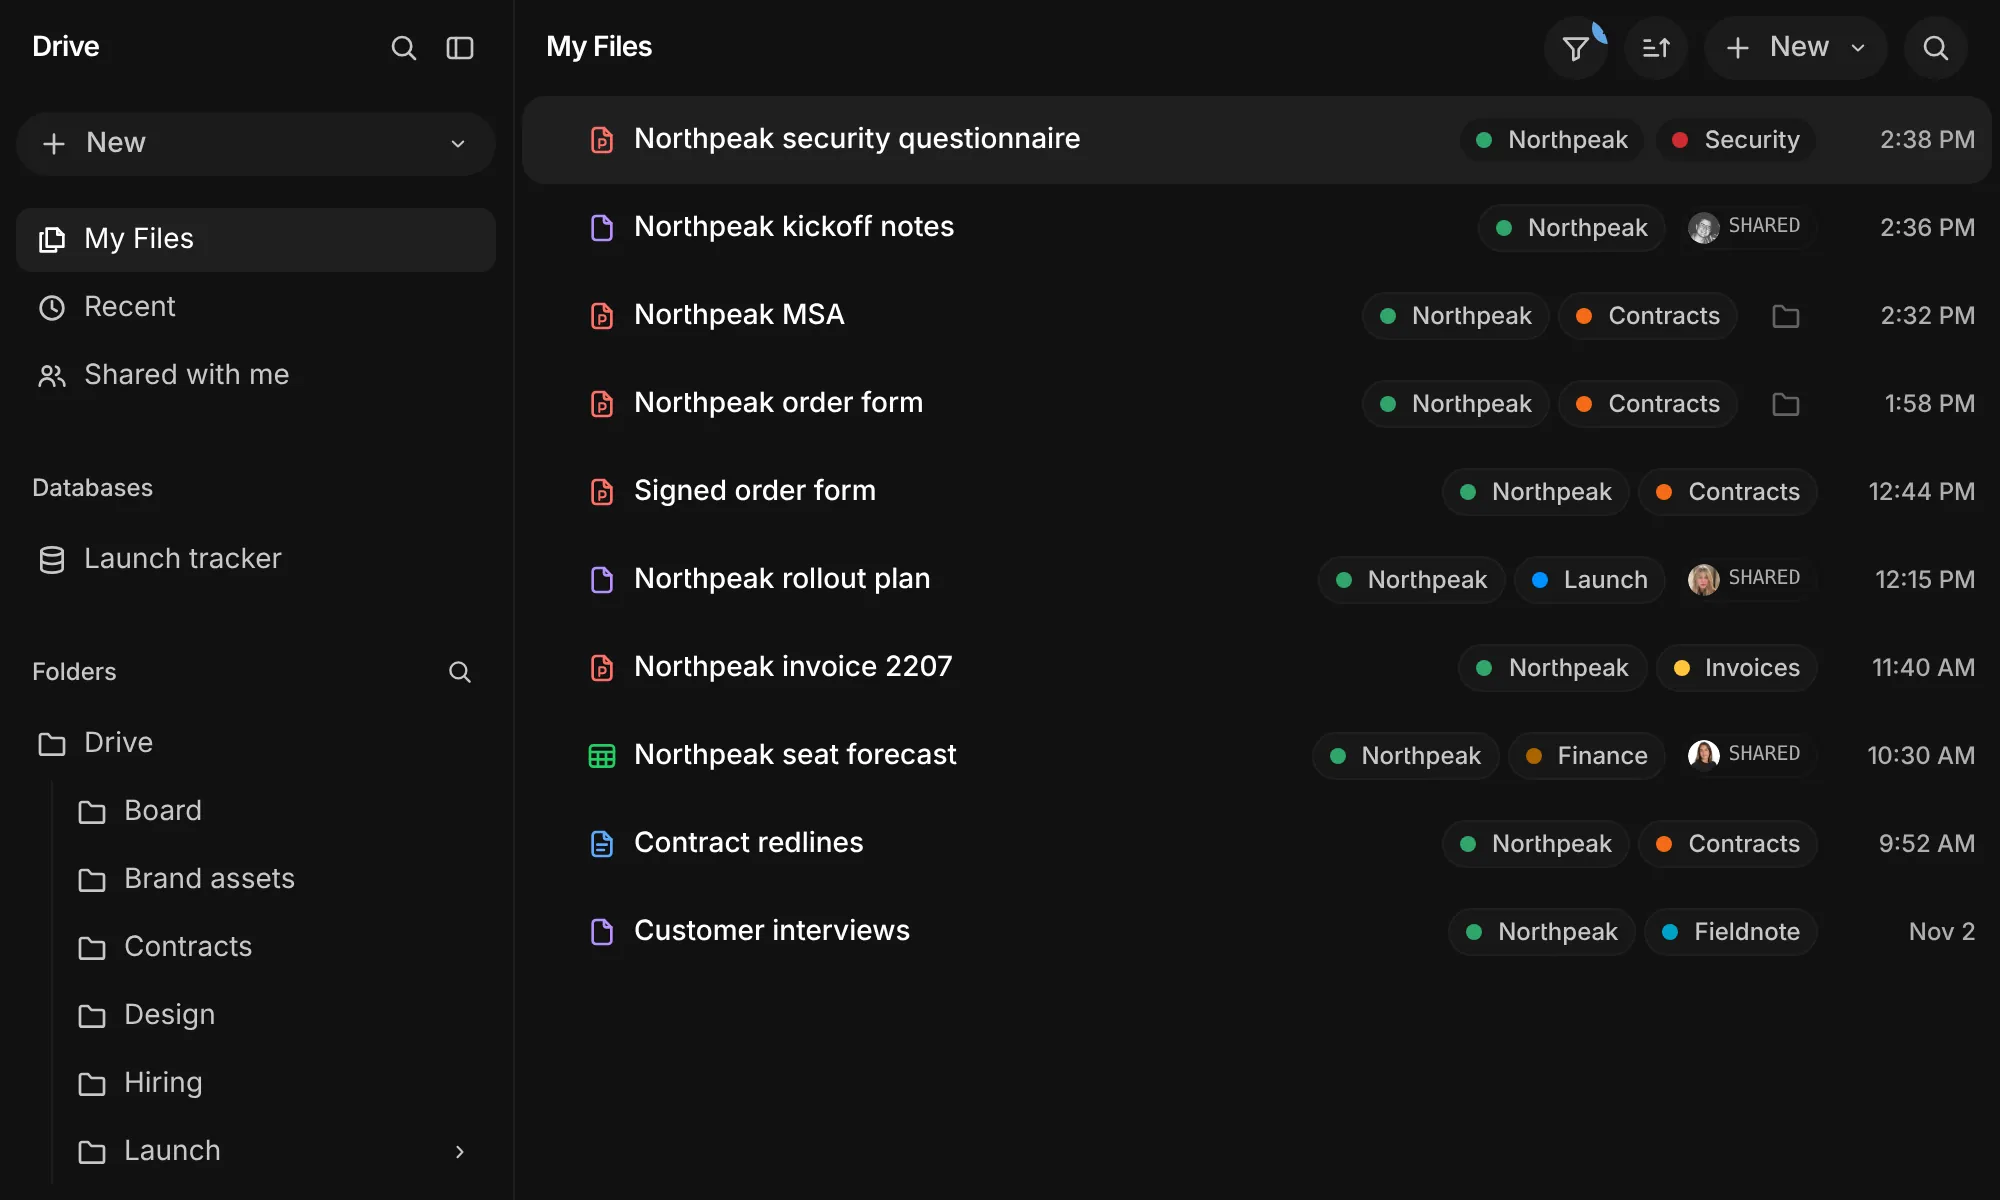 Drive
New
My Files
Recent
Shared with me
Databases
Launch tracker
Folders
Drive
Board
Brand assets
Contracts
Design
Hiring
Launch
My Files
New
Northpeak security questionnaire Northpeak Security 2:38 PM
Northpeak kickoff notes Northpeak SHARED 2:36 PM
Northpeak MSA Northpeak Contracts 2:32 PM
Northpeak order form Northpeak Contracts 1:58 PM
Signed order form Northpeak Contracts 12:44 PM
Northpeak rollout plan Northpeak Launch SHARED 12:15 PM
Northpeak invoice 2207 Northpeak Invoices 11:40 AM
Northpeak seat forecast Northpeak Finance SHARED 10:30 AM
Contract redlines Northpeak Contracts 9:52 AM
Customer interviews Northpeak Fieldnote Nov 2